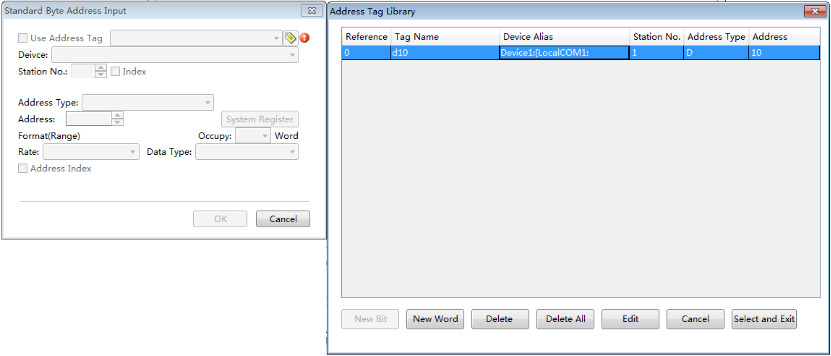 Standard Byte Address Input
Use Address Tag
Deivce:
Station No.:
Index
Address Type:
Address:
System Register
Format(Range)
Occupy:
Word
Rate:
Data Type:
Address Index
OK
Cancel
Address Tag Library
Reference Tag Name Device Alias Station No. Address Type Address
0 d10 Device1:[LocalCOM1: 1 D 10
New Bit
New Word
Delete
Delete All
Edit
Cancel
Select and Exit